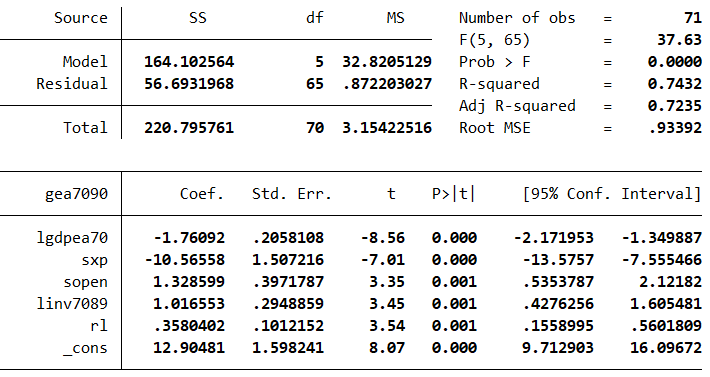 Source SS df MS Number of obs = 71
F(5, 65) = 37.63
Model 164.102564 5 32.8205129 Prob > F = 0.0000
Residual 56.6931968 65 .872203027 R-squared = 0.7432
Adj R-squared = 0.7235
Total 220.795761 70 3.15422516 Root MSE = .93392
gea7090 Coef. Std. Err. t P>|t| [95% Conf. Interval]
lgdpea70 -1.76092 .2058108 -8.56 0.000 -2.171953 -1.349887
sxp -10.56558 1.507216 -7.01 0.000 -13.5757 -7.555466
sopen 1.328599 .3971787 3.35 0.001 .5353787 2.12182
linv7089 1.016553 .2948859 3.45 0.001 .4276256 1.605481
rl .3580402 .1012152 3.54 0.001 .1558995 .5601809
_cons 12.90481 1.598241 8.07 0.000 9.712903 16.09672